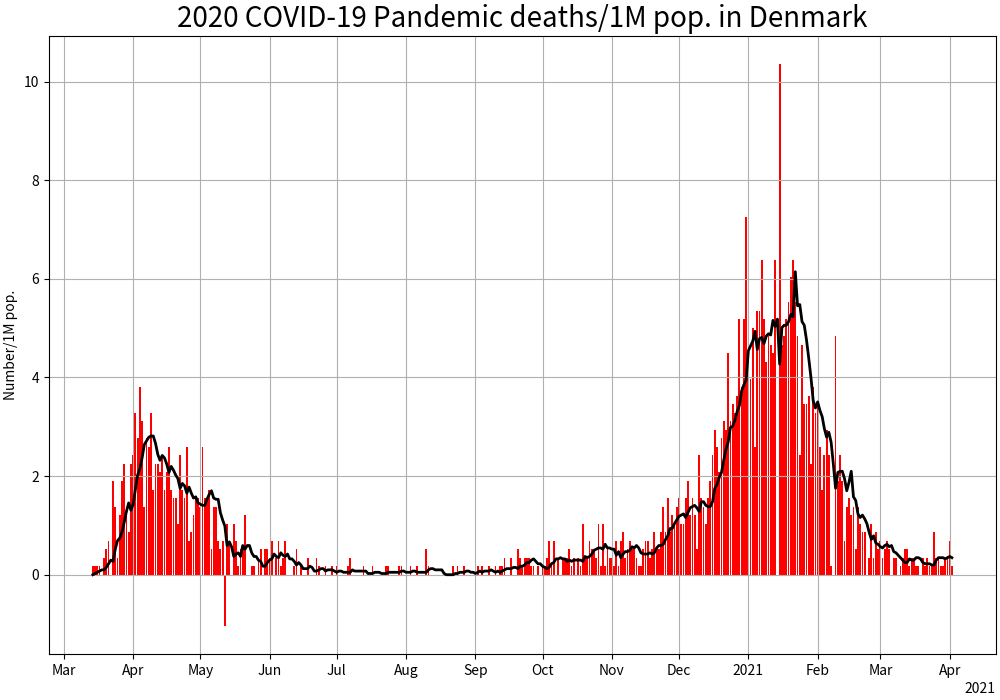 2020 COVID-19 Pandemic deaths/1M pop. in Denmark
Number/1M pop.
10
8
6
4
2
0
Mar Apr May Jun Jul Aug Sep Oct Nov Dec 2021 Feb Mar Apr
2021